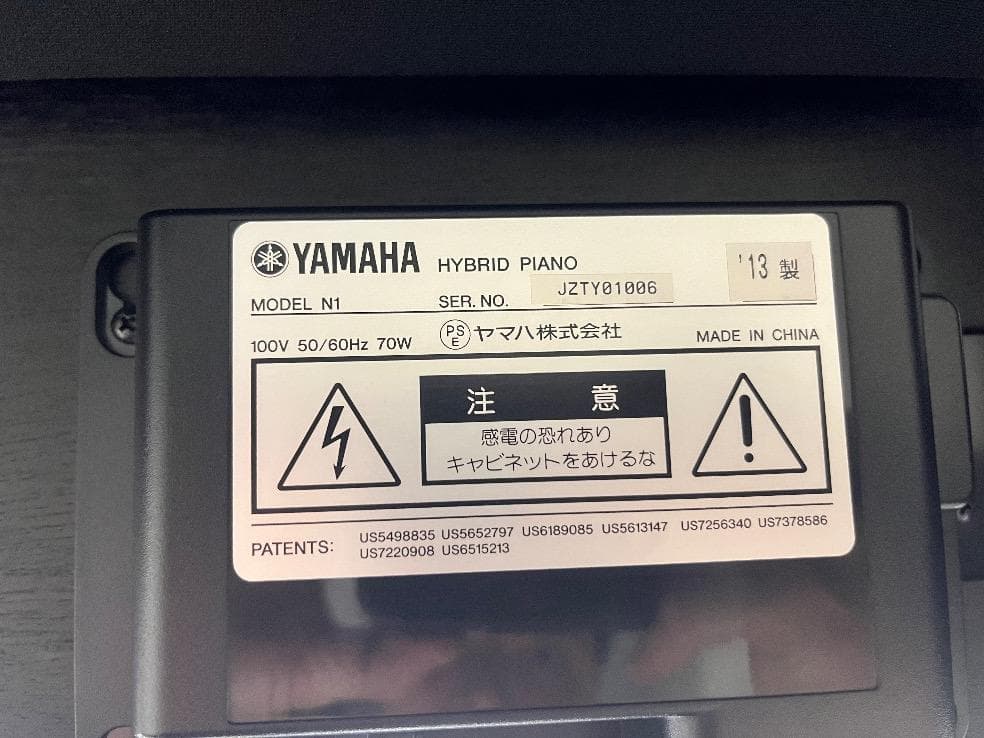 YAMAHA HYBRID PIANO '13 製
MODEL N1 SER. NO. JZTY01006
100V 50/60Hz 70W PSE ヤマハ株式会社 MADE IN CHINA
注意
感電の恐れあり
キャビネットをあけるな
PATENTS: US5498835 US5652797 US6189085 US5613147 US7256340 US7378586
US7220908 US6515213